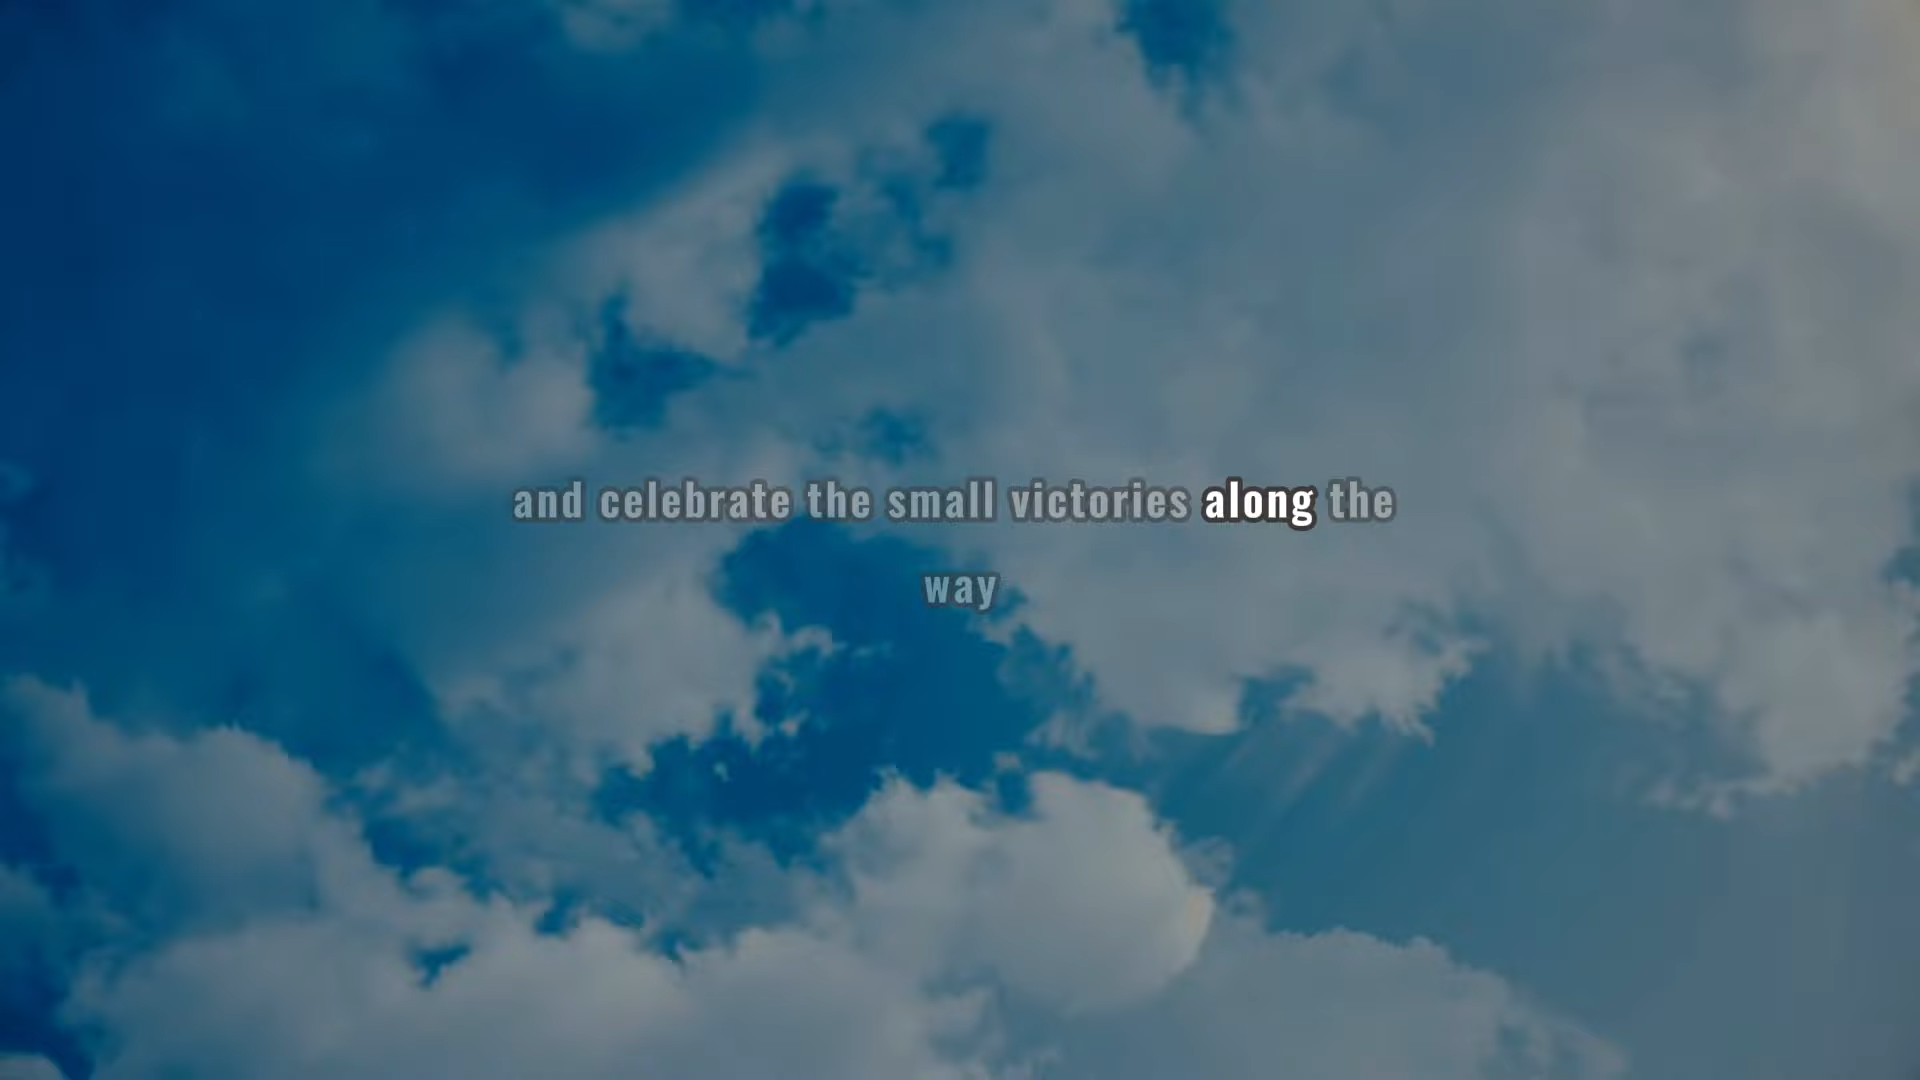 and celebrate the small victories along the
way